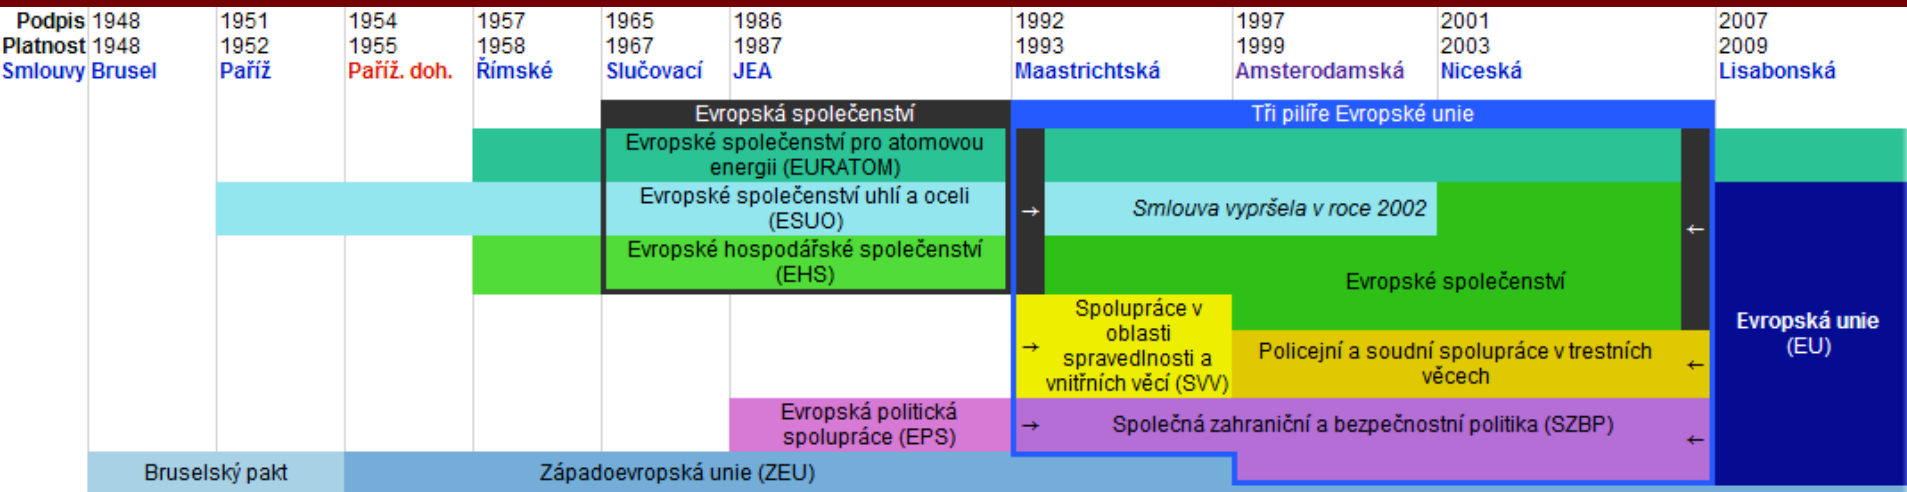 Podpis 1948 1951 1954 1957 1965 1986 1992 1997 2001 2007
Platnost 1948 1952 1955 1958 1967 1987 1993 1999 2003 2009
Smlouvy Brusel Paříž Paříž. doh. Římské Slučovací JEA Maastrichtská Amsterodamská Niceská Lisabonská
Evropská společenství
Tři pilíře Evropské unie
Evropské společenství pro atomovou
energii (EURATOM)
Evropské společenství uhlí a oceli
(ESUO)
→
Smlouva vypršela v roce 2002
←
Evropské hospodářské společenství
(EHS)
Evropské společenství
Spolupráce v
oblasti
spravedlnosti a
vnitřních věcí (SVV)
→
Policejní a soudní spolupráce v trestních
věcech
←
Evropská unie
(EU)
Evropská politická
spolupráce (EPS)
→
Společná zahraniční a bezpečnostní politika (SZBP)
←
Bruselský pakt
Západoevropská unie (ZEU)